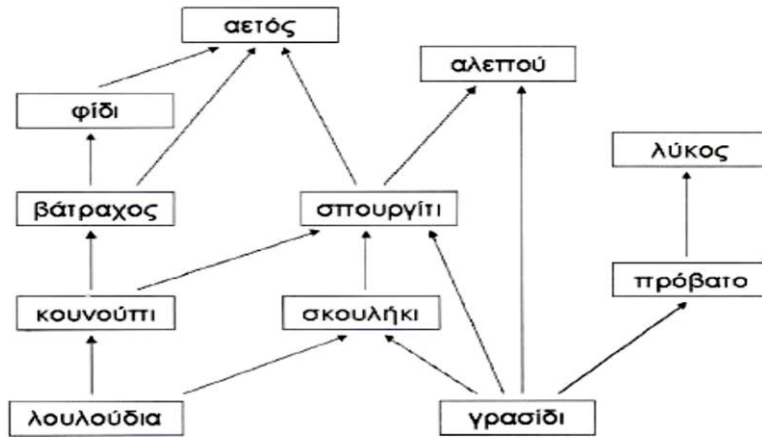 αετός
αλεπού
φίδι
λύκος
βάτραχος
σπουργίτι
πρόβατο
κουνούπι
σκουλήκι
λουλούδια
γρασίδι